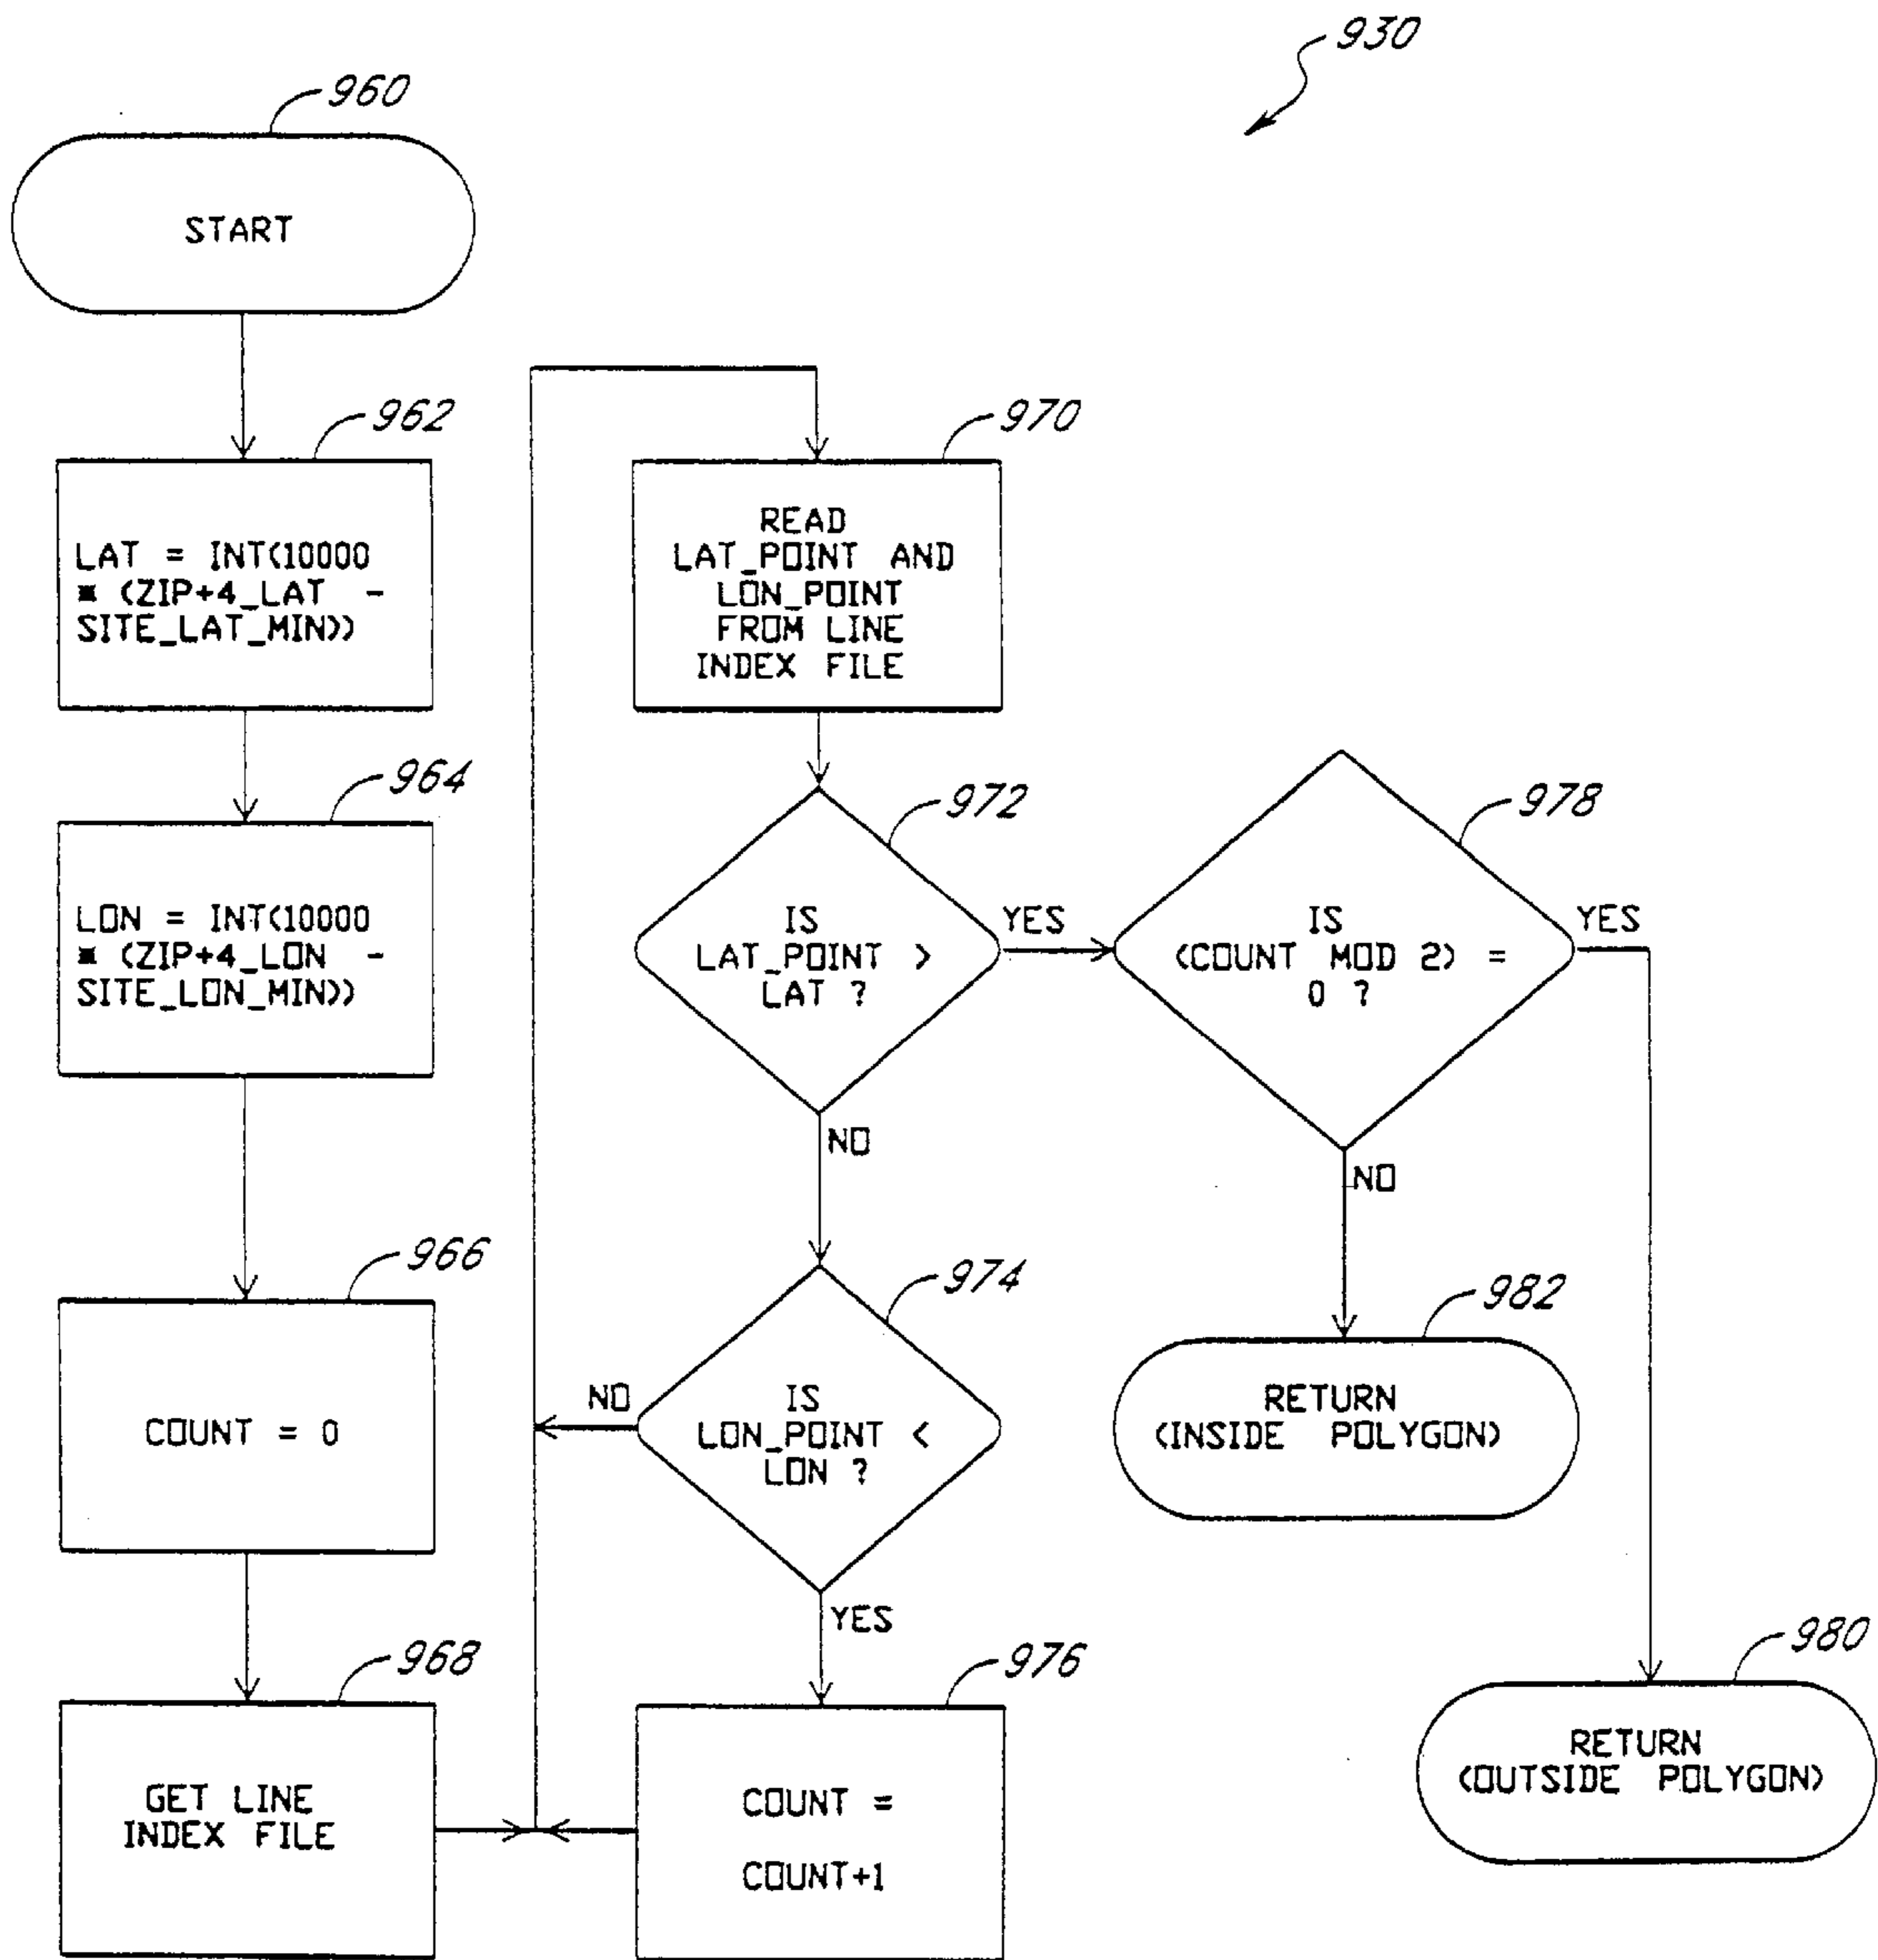 930
960
START
962
LAT = INT(10000
* (ZIP+4_LAT -
SITE_LAT_MIN))
964
LON = INT(10000
* (ZIP+4_LON -
SITE_LON_MIN))
966
COUNT = 0
968
GET LINE
INDEX FILE
970
READ
LAT_POINT AND
LON_POINT
FROM LINE
INDEX FILE
972
IS
LAT_POINT >
LAT ?
YES
NO
974
IS
LON_POINT <
LON ?
NO
YES
976
COUNT =
COUNT+1
978
IS
(COUNT MOD 2) =
0 ?
YES
NO
982
RETURN
(INSIDE POLYGON)
980
RETURN
(OUTSIDE POLYGON)